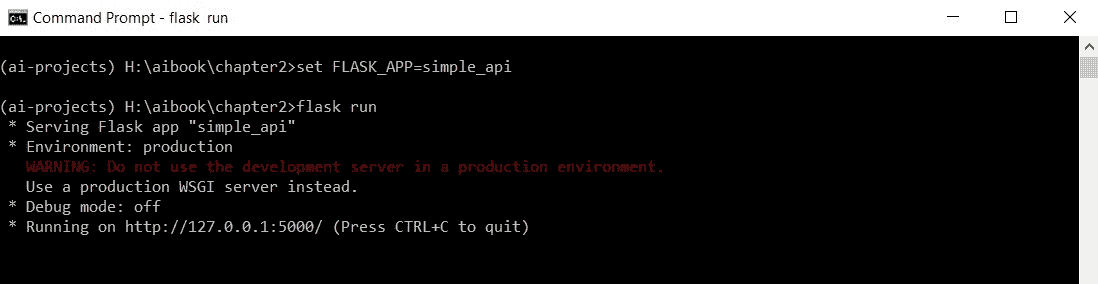 Command Prompt - flask run
(ai-projects) H:\aibook\chapter2>set FLASK_APP=simple_api
(ai-projects) H:\aibook\chapter2>flask run
* Serving Flask app "simple_api"
* Environment: production
WARNING: Do not use the development server in a production environment.
Use a production WSGI server instead.
* Debug mode: off
* Running on http://127.0.0.1:5000/ (Press CTRL+C to quit)